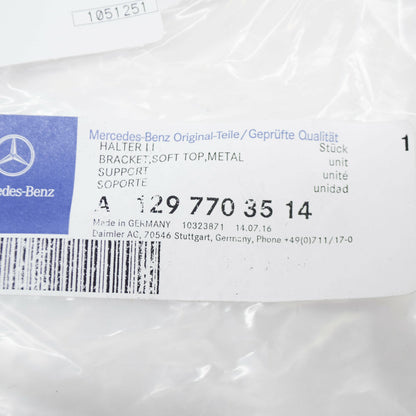 1051251
Mercedes-Benz Original-Teile/Geprüfte Qualität
HALTER LI Stück 1
BRACKET,SOFT TOP,METAL unit
SUPPORT unité
SOPORTE unidad
edes-Benz
A 129 770 35 14
Made in GERMANY 10323871 14.07.16
Daimler AG, 70546 Stuttgart, Germany, Phone +49(0)711/17-0